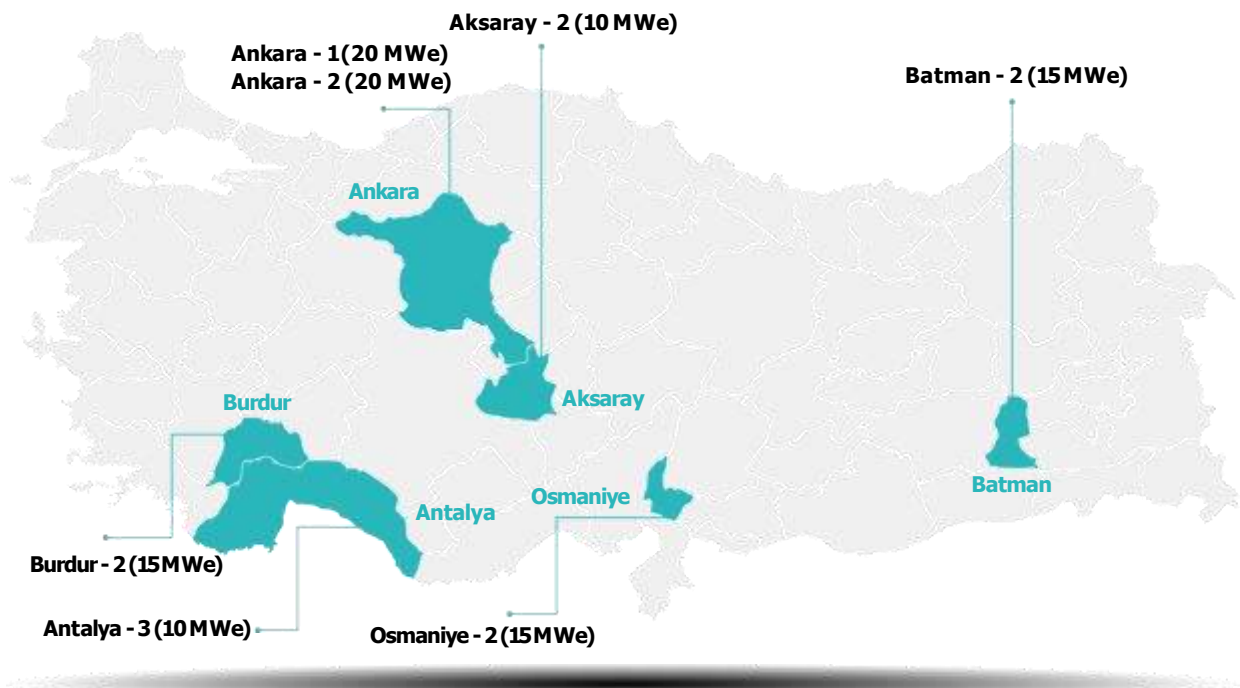 Aksaray - 2 (10 MWe)
Ankara - 1 (20 MWe)
Ankara - 2 (20 MWe)
Batman - 2 (15 MWe)
Ankara
Burdur
Aksaray
Osmaniye
Batman
Antalya
Burdur - 2 (15 MWe)
Antalya - 3 (10 MWe)
Osmaniye - 2 (15 MWe)